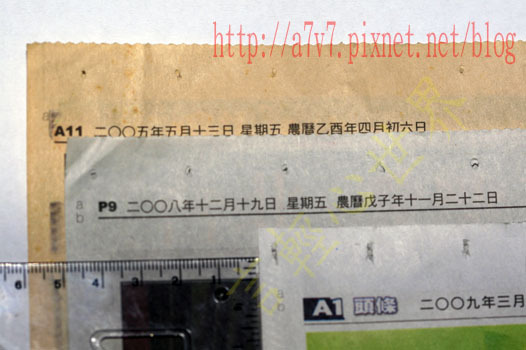 http://a7v7.pixnet.net/blog
a
A11 二〇〇五年五月十三日 星期五 農曆乙酉年四月初六日
a
b
P9 二〇〇八年十二月十九日 星期五 農曆戊子年十一月二十二日
a
b
A1 頭條 二〇〇九年三月
6 5 4 3 2 1